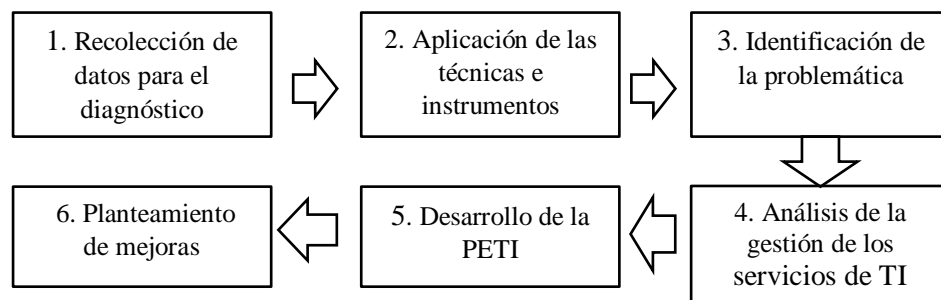 1. Recolección de
datos para el
diagnóstico
2. Aplicación de las
técnicas e
instrumentos
3. Identificación de
la problemática
4. Análisis de la
gestión de los
servicios de TI
5. Desarrollo de la
PETI
6. Planteamiento
de mejoras